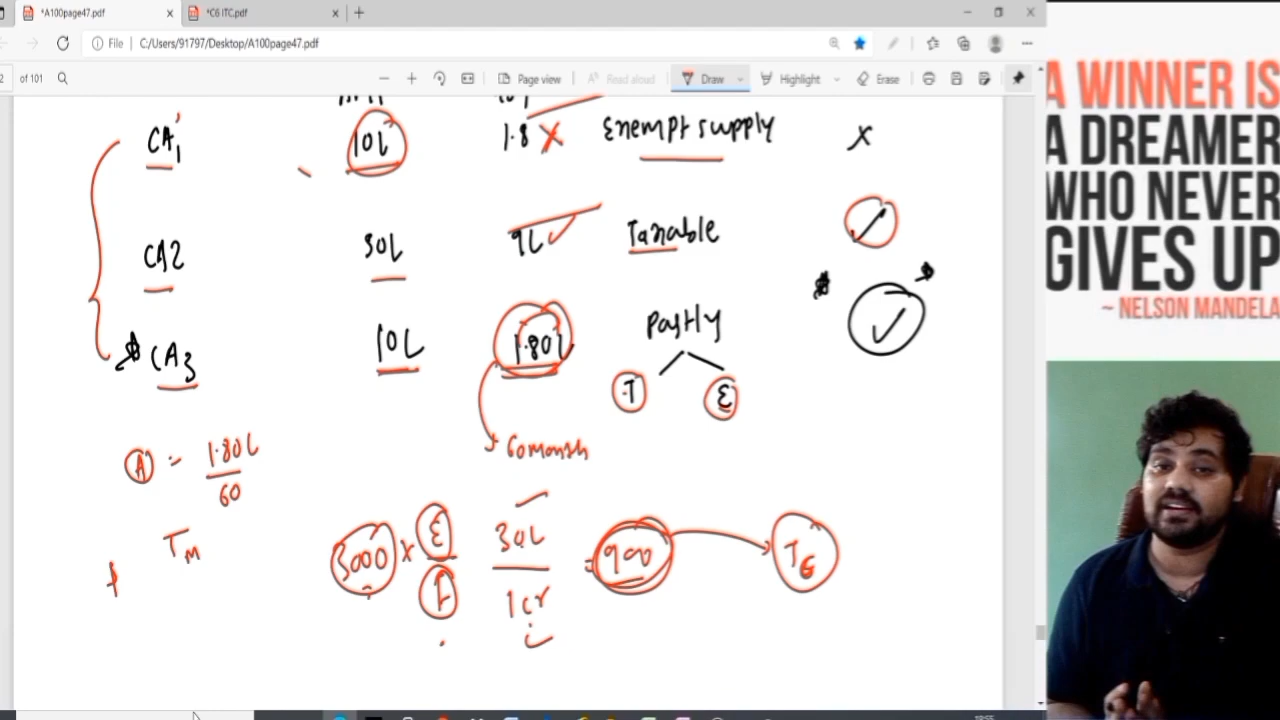 *A100page47.pdf × *C6 ITC.pdf × +
File C:/Users/91797/Desktop/A100page47.pdf
2 of 101 Page view Read aloud Draw Highlight Erase
CA1 10L 1.8 X Exempt supply X
CA2 30L 9L ✓ Taxable
Partly
CA3 10L 1.80L ✓
T E
60 month
A = 1.80L
60
TM
3000 × E 30L = 900 TE
T 1cr
A WINNER IS
A DREAMER
WHO NEVER
GIVES UP
~ NELSON MANDELA